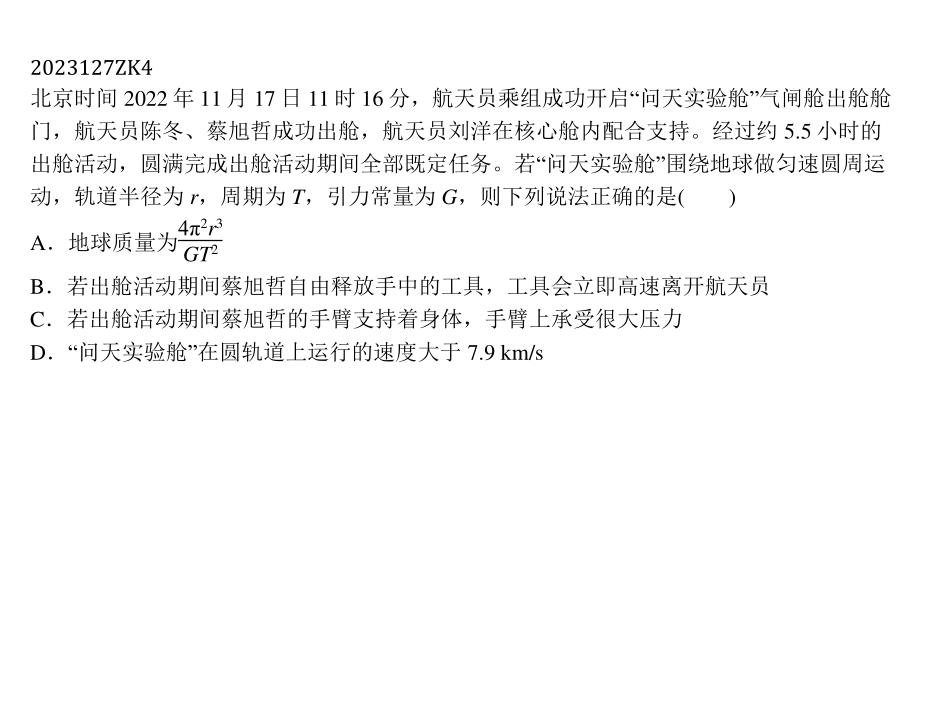 2023127ZK4
北京时间 2022 年 11 月 17 日 11 时 16 分，航天员乘组成功开启“问天实验舱”气闸舱出舱舱
门，航天员陈冬、蔡旭哲成功出舱，航天员刘洋在核心舱内配合支持。经过约 5.5 小时的
出舱活动，圆满完成出舱活动期间全部既定任务。若“问天实验舱”围绕地球做匀速圆周运
动，轨道半径为 r，周期为 T，引力常量为 G，则下列说法正确的是(　　)
A．地球质量为4π²r³/GT²
B．若出舱活动期间蔡旭哲自由释放手中的工具，工具会立即高速离开航天员
C．若出舱活动期间蔡旭哲的手臂支持着身体，手臂上承受很大压力
D．“问天实验舱”在圆轨道上运行的速度大于 7.9 km/s